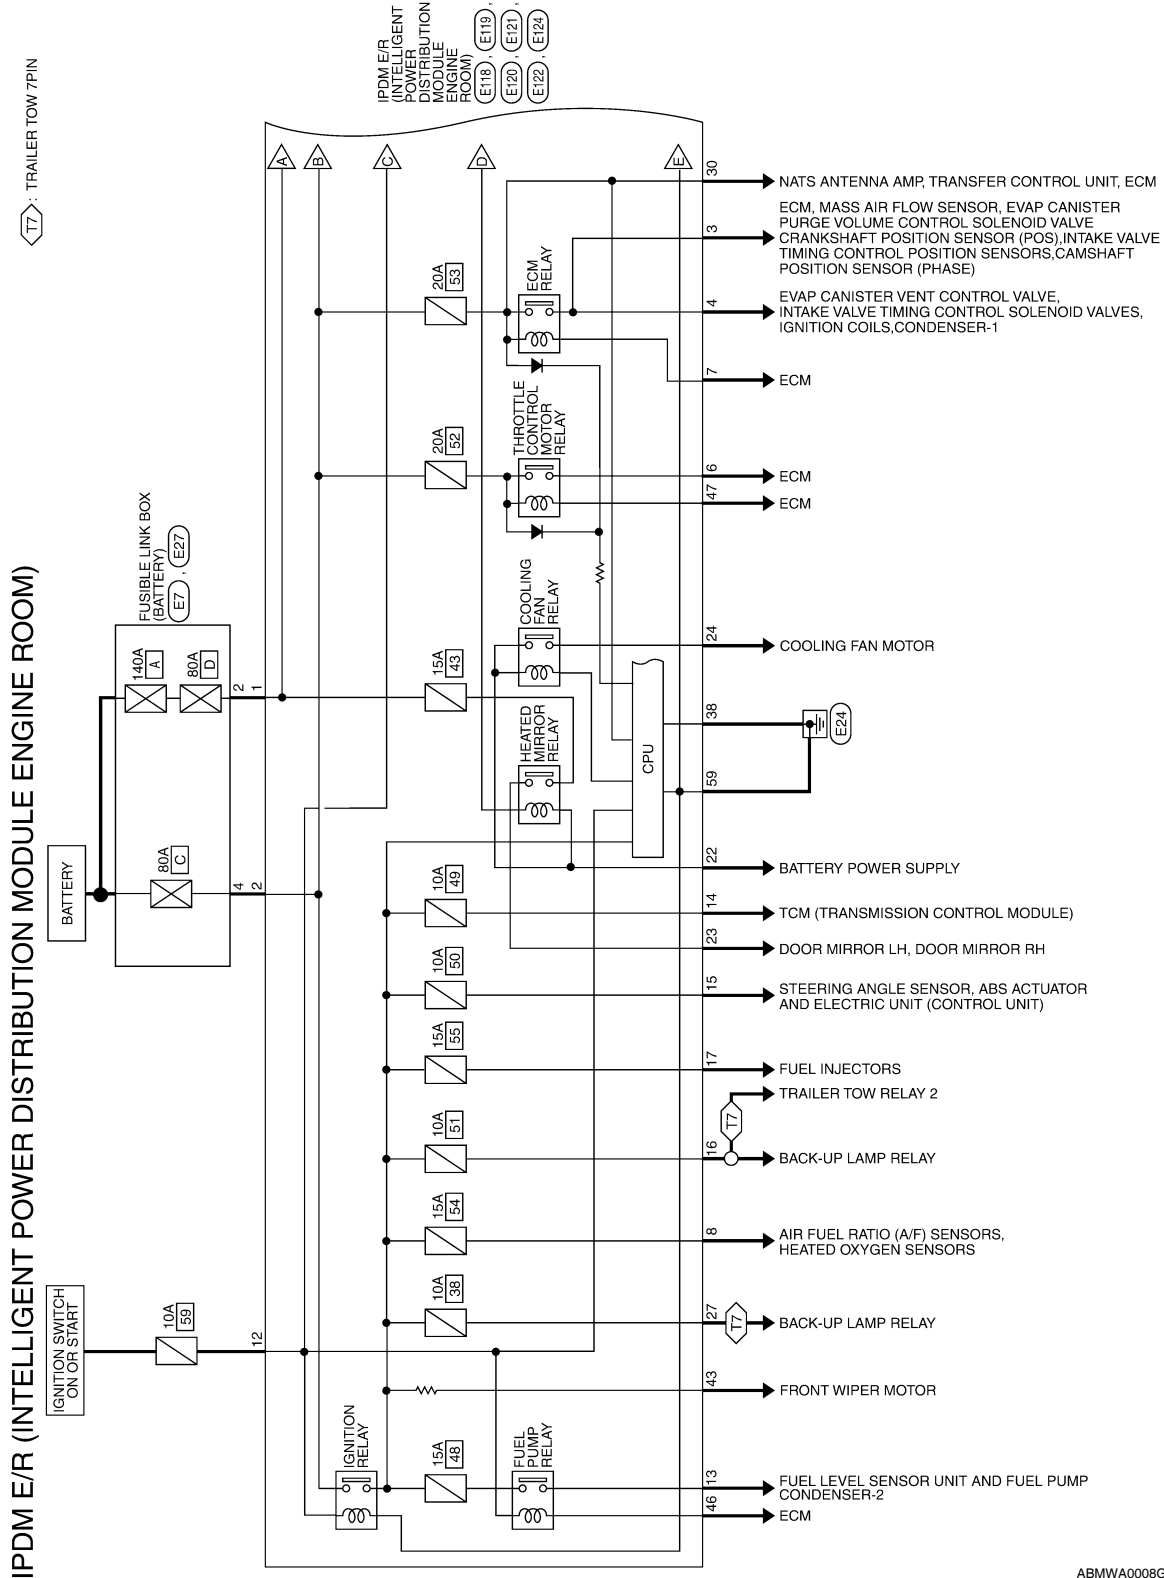 IPDM E/R (INTELLIGENT POWER DISTRIBUTION MODULE ENGINE ROOM)
T7 : TRAILER TOW 7PIN
BATTERY
IGNITION SWITCH
ON OR START
FUSIBLE LINK BOX
(BATTERY)
E7 , E27
140A
A
80A
D
80A
C
2
1
4
2
10A
59
12
IPDM E/R
(INTELLIGENT
POWER
DISTRIBUTION
MODULE
ENGINE
ROOM)
E118 , E119 ,
E120 , E121 ,
E122 , E124
A
B
C
D
E
20A
53
ECM
RELAY
20A
52
THROTTLE
CONTROL
MOTOR
RELAY
COOLING
FAN
RELAY
15A
43
HEATED
MIRROR
RELAY
CPU
10A
49
10A
50
15A
55
10A
51
15A
54
10A
38
IGNITION
RELAY
15A
48
FUEL
PUMP
RELAY
30
NATS ANTENNA AMP, TRANSFER CONTROL UNIT, ECM
3
ECM, MASS AIR FLOW SENSOR, EVAP CANISTER
PURGE VOLUME CONTROL SOLENOID VALVE
CRANKSHAFT POSITION SENSOR (POS),INTAKE VALVE
TIMING CONTROL POSITION SENSORS,CAMSHAFT
POSITION SENSOR (PHASE)
4
EVAP CANISTER VENT CONTROL VALVE,
INTAKE VALVE TIMING CONTROL SOLENOID VALVES,
IGNITION COILS,CONDENSER-1
7
ECM
6
ECM
47
ECM
24
COOLING FAN MOTOR
38
E24
59
22
BATTERY POWER SUPPLY
14
TCM (TRANSMISSION CONTROL MODULE)
23
DOOR MIRROR LH, DOOR MIRROR RH
15
STEERING ANGLE SENSOR, ABS ACTUATOR
AND ELECTRIC UNIT (CONTROL UNIT)
17
FUEL INJECTORS
TRAILER TOW RELAY 2
T7
16
BACK-UP LAMP RELAY
8
AIR FUEL RATIO (A/F) SENSORS,
HEATED OXYGEN SENSORS
27
T7
BACK-UP LAMP RELAY
43
FRONT WIPER MOTOR
13
FUEL LEVEL SENSOR UNIT AND FUEL PUMP
CONDENSER-2
46
ECM
ABMWA0008G